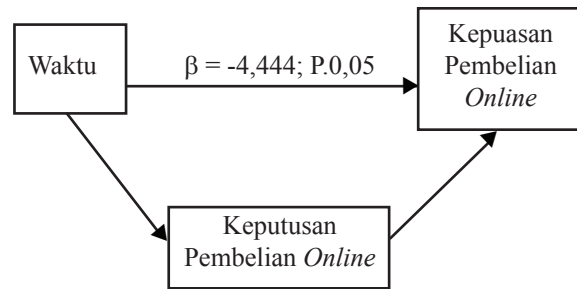 Waktu
β = -4,444; P.0,05
Kepuasan
Pembelian
Online
Keputusan
Pembelian Online